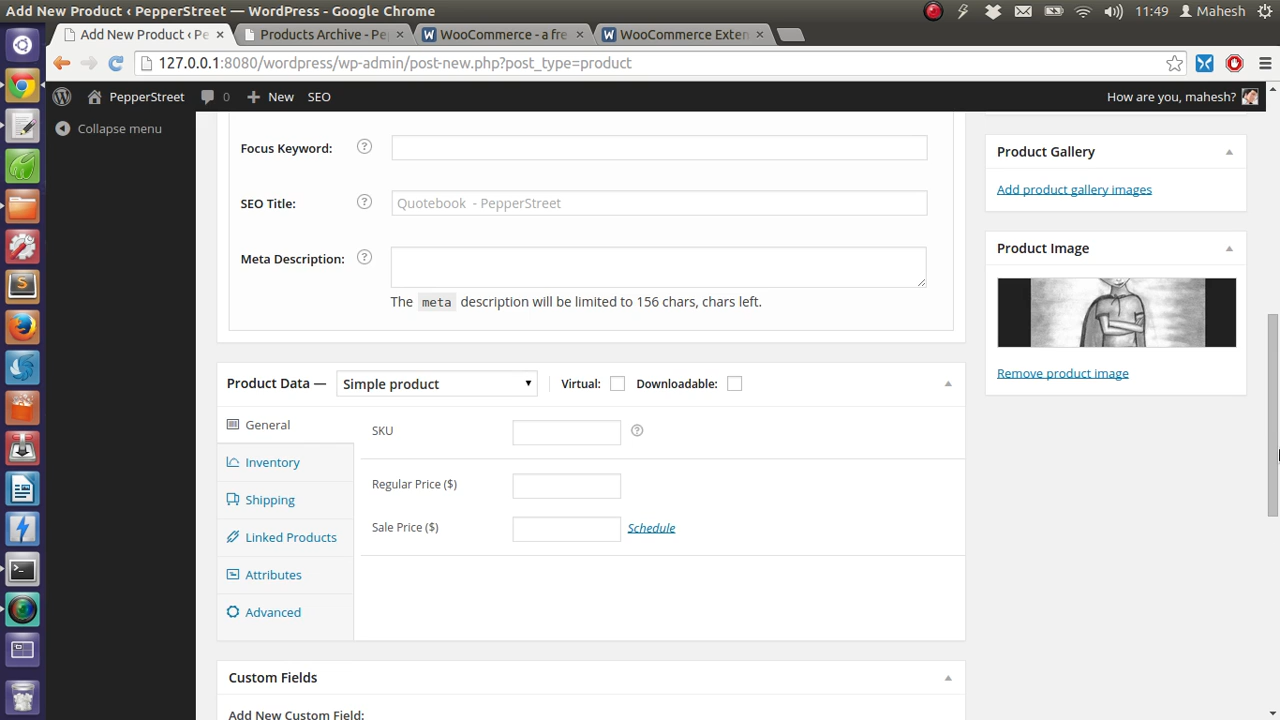 Add New Product ‹ PepperStreet — WordPress - Google Chrome
11:49 Mahesh
Add New Product ‹ Pe
Products Archive - Pe
WooCommerce - a fre
WooCommerce Exten
127.0.0.1:8080/wordpress/wp-admin/post-new.php?post_type=product
PepperStreet 0 New SEO
How are you, mahesh?
Collapse menu
Focus Keyword:
SEO Title: Quotebook - PepperStreet
Meta Description:
The meta description will be limited to 156 chars, chars left.
Product Gallery
Add product gallery images
Product Image
Remove product image
Product Data — Simple product Virtual: Downloadable:
General
Inventory
Shipping
Linked Products
Attributes
Advanced
SKU
Regular Price ($)
Sale Price ($) Schedule
Custom Fields
Add New Custom Field: